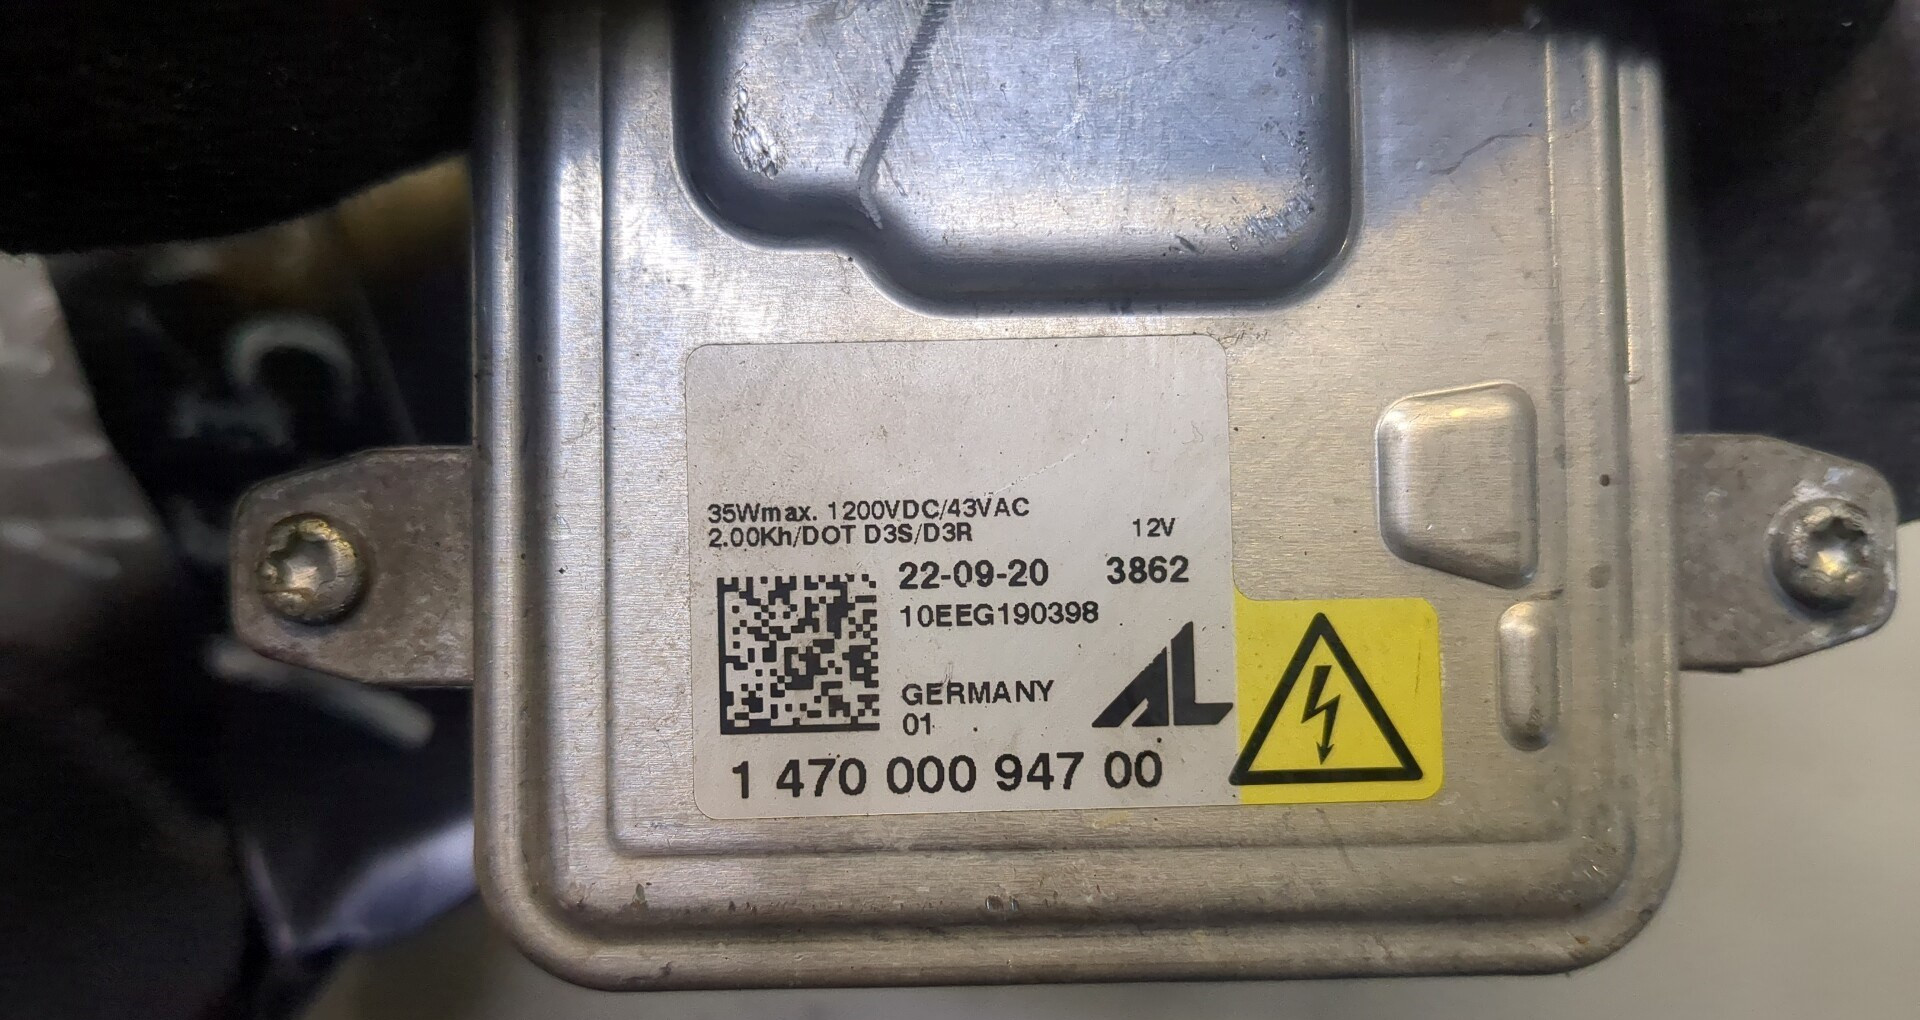 35Wmax. 1200VDC/43VAC
2.00Kh/DOT D3S/D3R 12V
22-09-20 3862
10EEG190398
GERMANY
01
AL
1 470 000 947 00